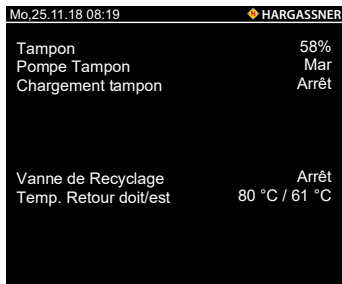 Mo,25.11.18 08:19 HARGASSNER
Tampon 58%
Pompe Tampon Mar
Chargement tampon Arrêt
Vanne de Recyclage Arrêt
Temp. Retour doit/est 80 °C / 61 °C